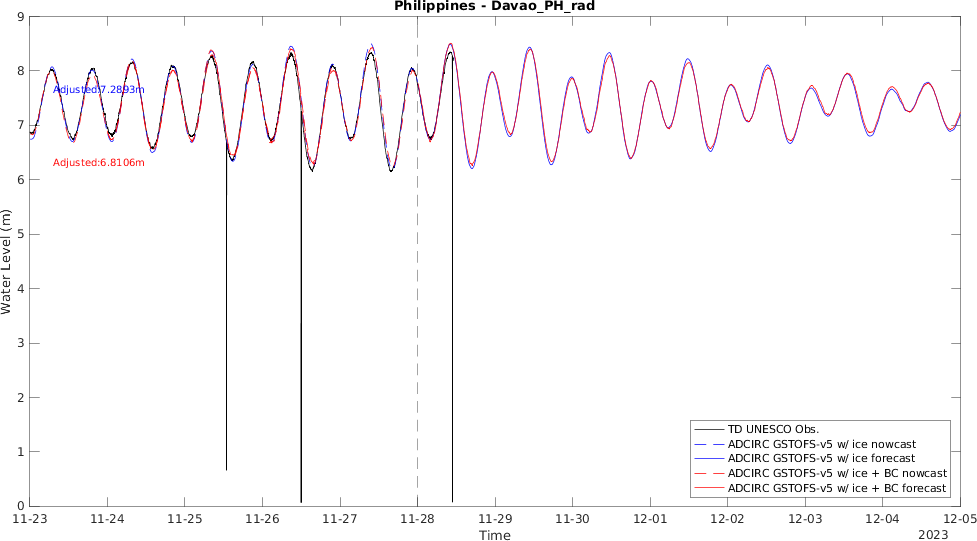 Philippines - Davao_PH_rad
9
8
7
6
5
4
3
2
1
0
Water Level (m)
Adjusted:7.2893m
Adjusted:6.8106m
TD UNESCO Obs.
ADCIRC GSTOFS-v5 w/ ice nowcast
ADCIRC GSTOFS-v5 w/ ice forecast
ADCIRC GSTOFS-v5 w/ ice + BC nowcast
ADCIRC GSTOFS-v5 w/ ice + BC forecast
11-23 11-24 11-25 11-26 11-27 11-28 11-29 11-30 12-01 12-02 12-03 12-04 12-05
Time
2023